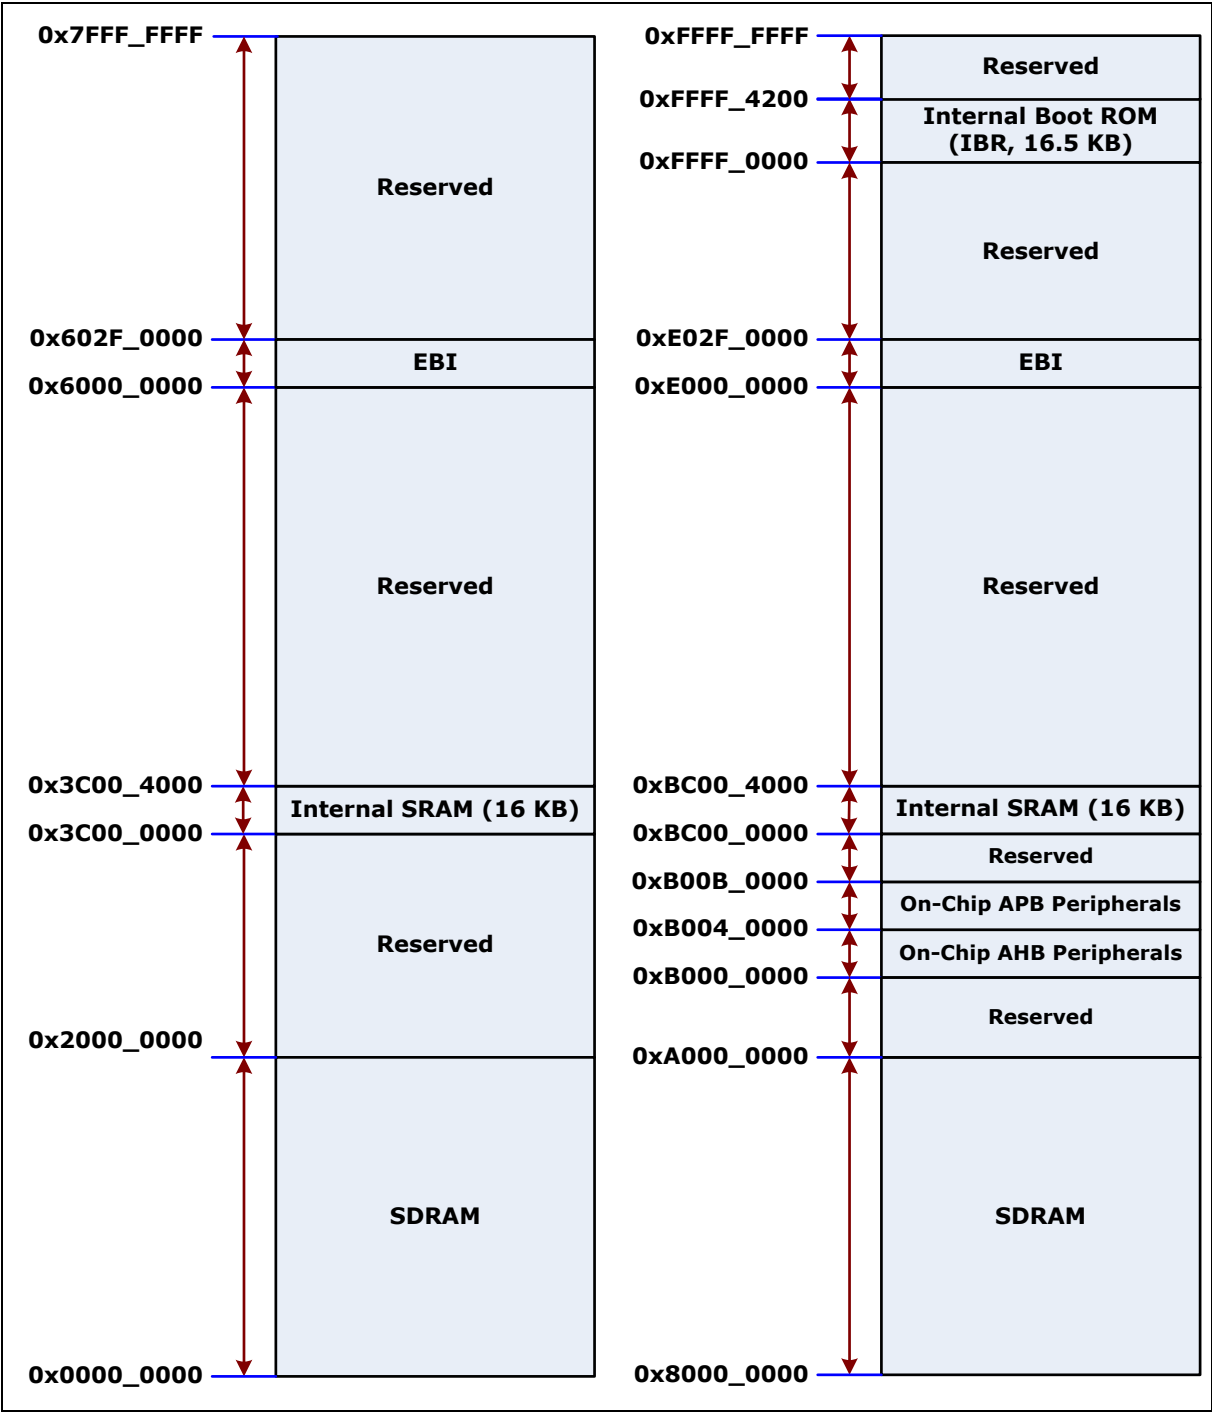 0x7FFF_FFFF
Reserved
0x602F_0000
EBI
0x6000_0000
Reserved
0x3C00_4000
Internal SRAM (16 KB)
0x3C00_0000
Reserved
0x2000_0000
SDRAM
0x0000_0000
0xFFFF_FFFF
Reserved
0xFFFF_4200
Internal Boot ROM
(IBR, 16.5 KB)
0xFFFF_0000
Reserved
0xE02F_0000
EBI
0xE000_0000
Reserved
0xBC00_4000
Internal SRAM (16 KB)
0xBC00_0000
Reserved
0xB00B_0000
On-Chip APB Peripherals
0xB004_0000
On-Chip AHB Peripherals
0xB000_0000
Reserved
0xA000_0000
SDRAM
0x8000_0000